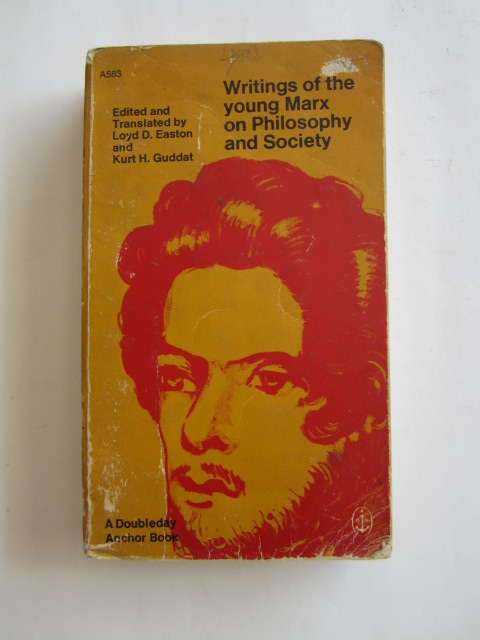 A583
Writings of the
young Marx
on Philosophy
and Society
Edited and
Translated by
Loyd D. Easton
and
Kurt H. Guddat
A Doubleday
Anchor Book